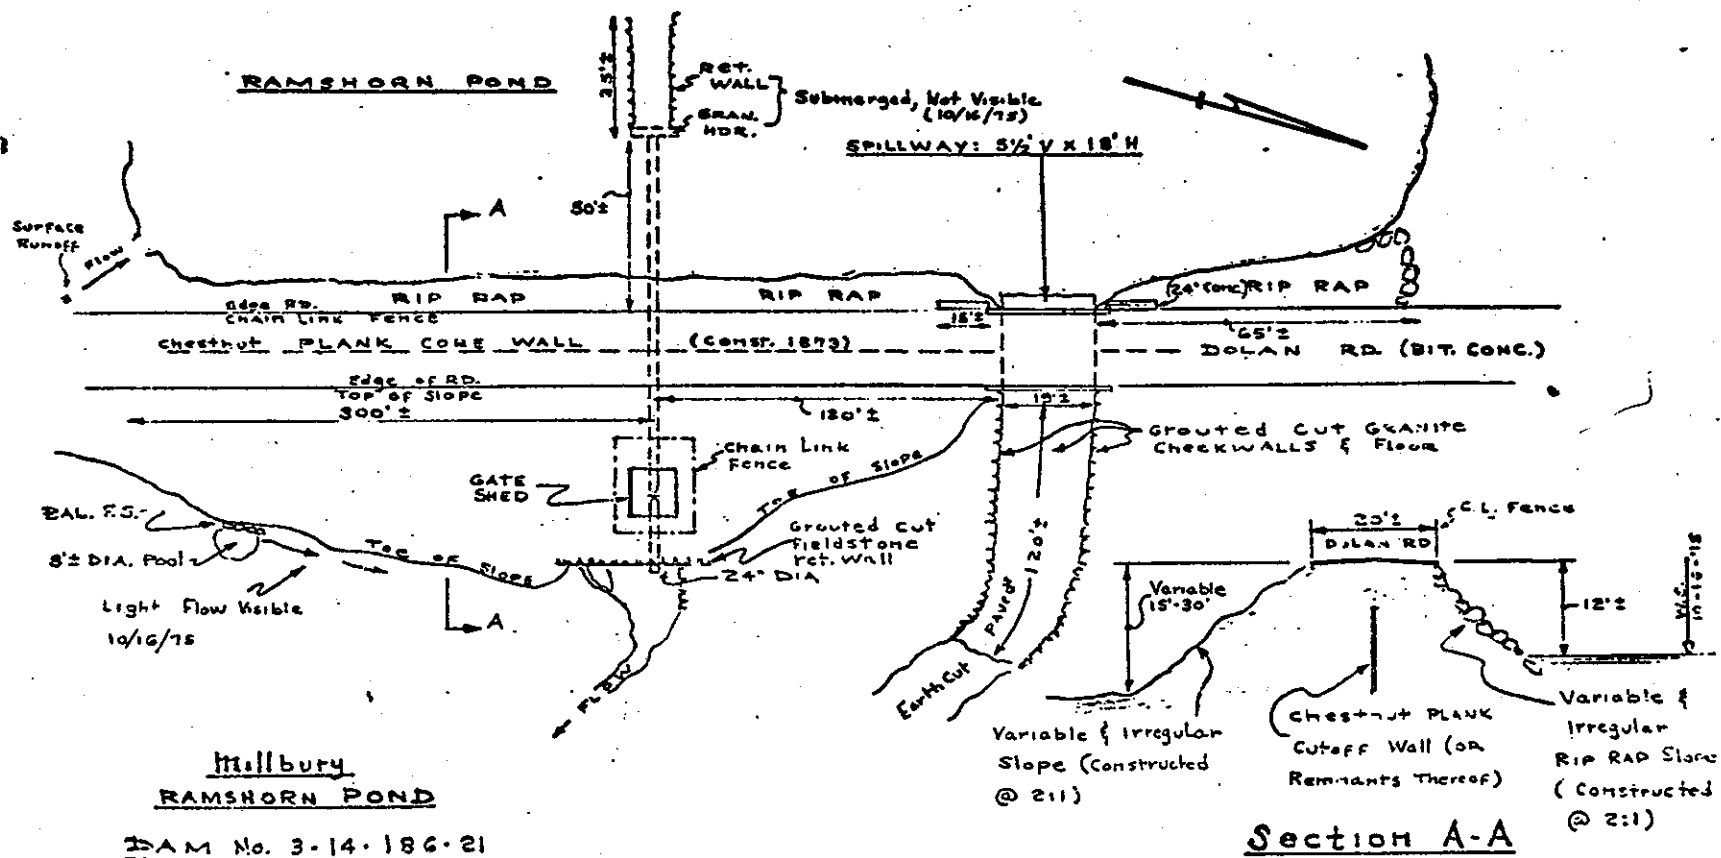 RAMSHORN POND
35'±
RET.
WALL
GRAN.
HDR.
Submerged, Not Visible
(10/16/75)
SPILLWAY: 5½' V X 18' H
Surface
Runoff
Flow
A
50'±
Edge RD.
CHAIN LINK FENCE
RIP RAP
RIP RAP
(24" Conc)
RIP RAP
15'±
65'±
Chestnut PLANK CORE WALL
(Const. 1873)
DOLAN RD. (BIT. CONC.)
Edge of RD.
TOP OF SLOPE
300'±
180'±
19'±
Chain Link
Fence
GATE
SHED
Toe OF Slope
Grouted Cut GRANITE
CHECKWALLS & FLOOR
BAL. F.S.
8'± DIA. Pool
Toe OF Slope
Grouted Cut
Fieldstone
ret. Wall
24" DIA
Light Flow Visible
10/16/75
A
FLOW
PAVED
120'±
Earth Cut
25'±
C.L. Fence
DOLAN RD
Variable
15'-30'
12'±
W.L.
10-16-75
Variable & Irregular
Slope (Constructed
@ 2:1)
Chestnut PLANK
Cutoff Wall (OR
Remnants Thereof)
Variable &
Irregular
RIP RAP Slope
(Constructed
@ 2:1)
Millbury
RAMSHORN POND
DAM No. 3-14-186-21
Section A-A